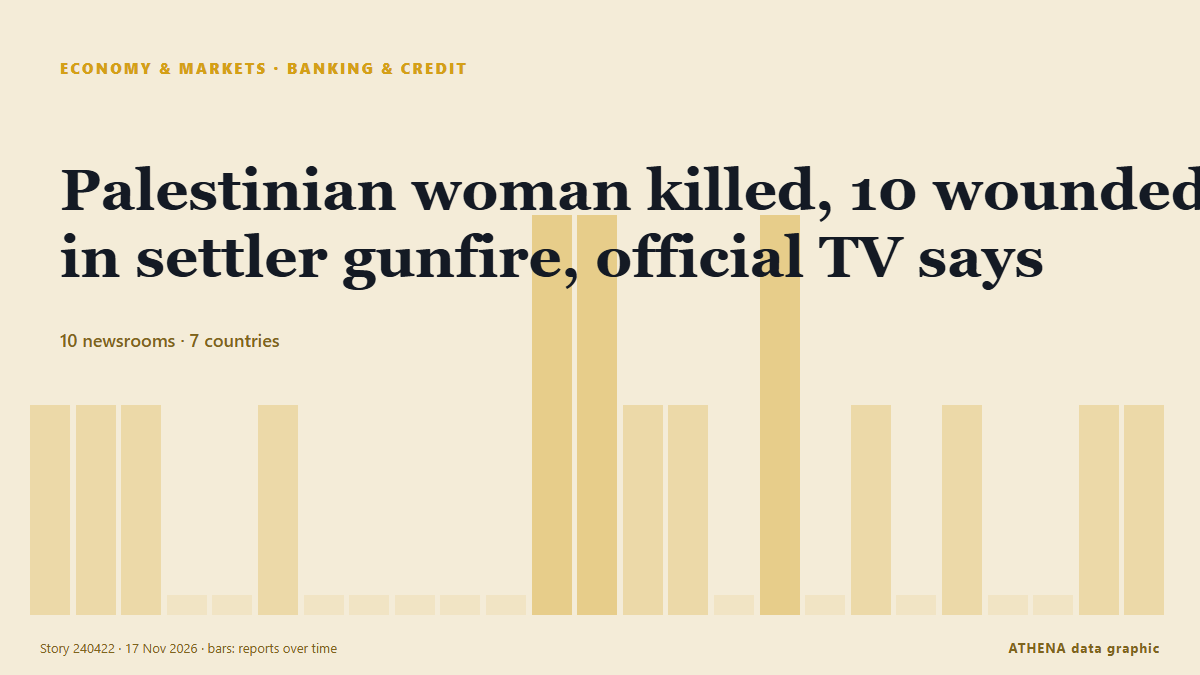 ECONOMY & MARKETS · BANKING & CREDIT
Palestinian woman killed, 10 wounded
in settler gunfire, official TV says
10 newsrooms · 7 countries
Story 240422 · 17 Nov 2026 · bars: reports over time
ATHENA data graphic